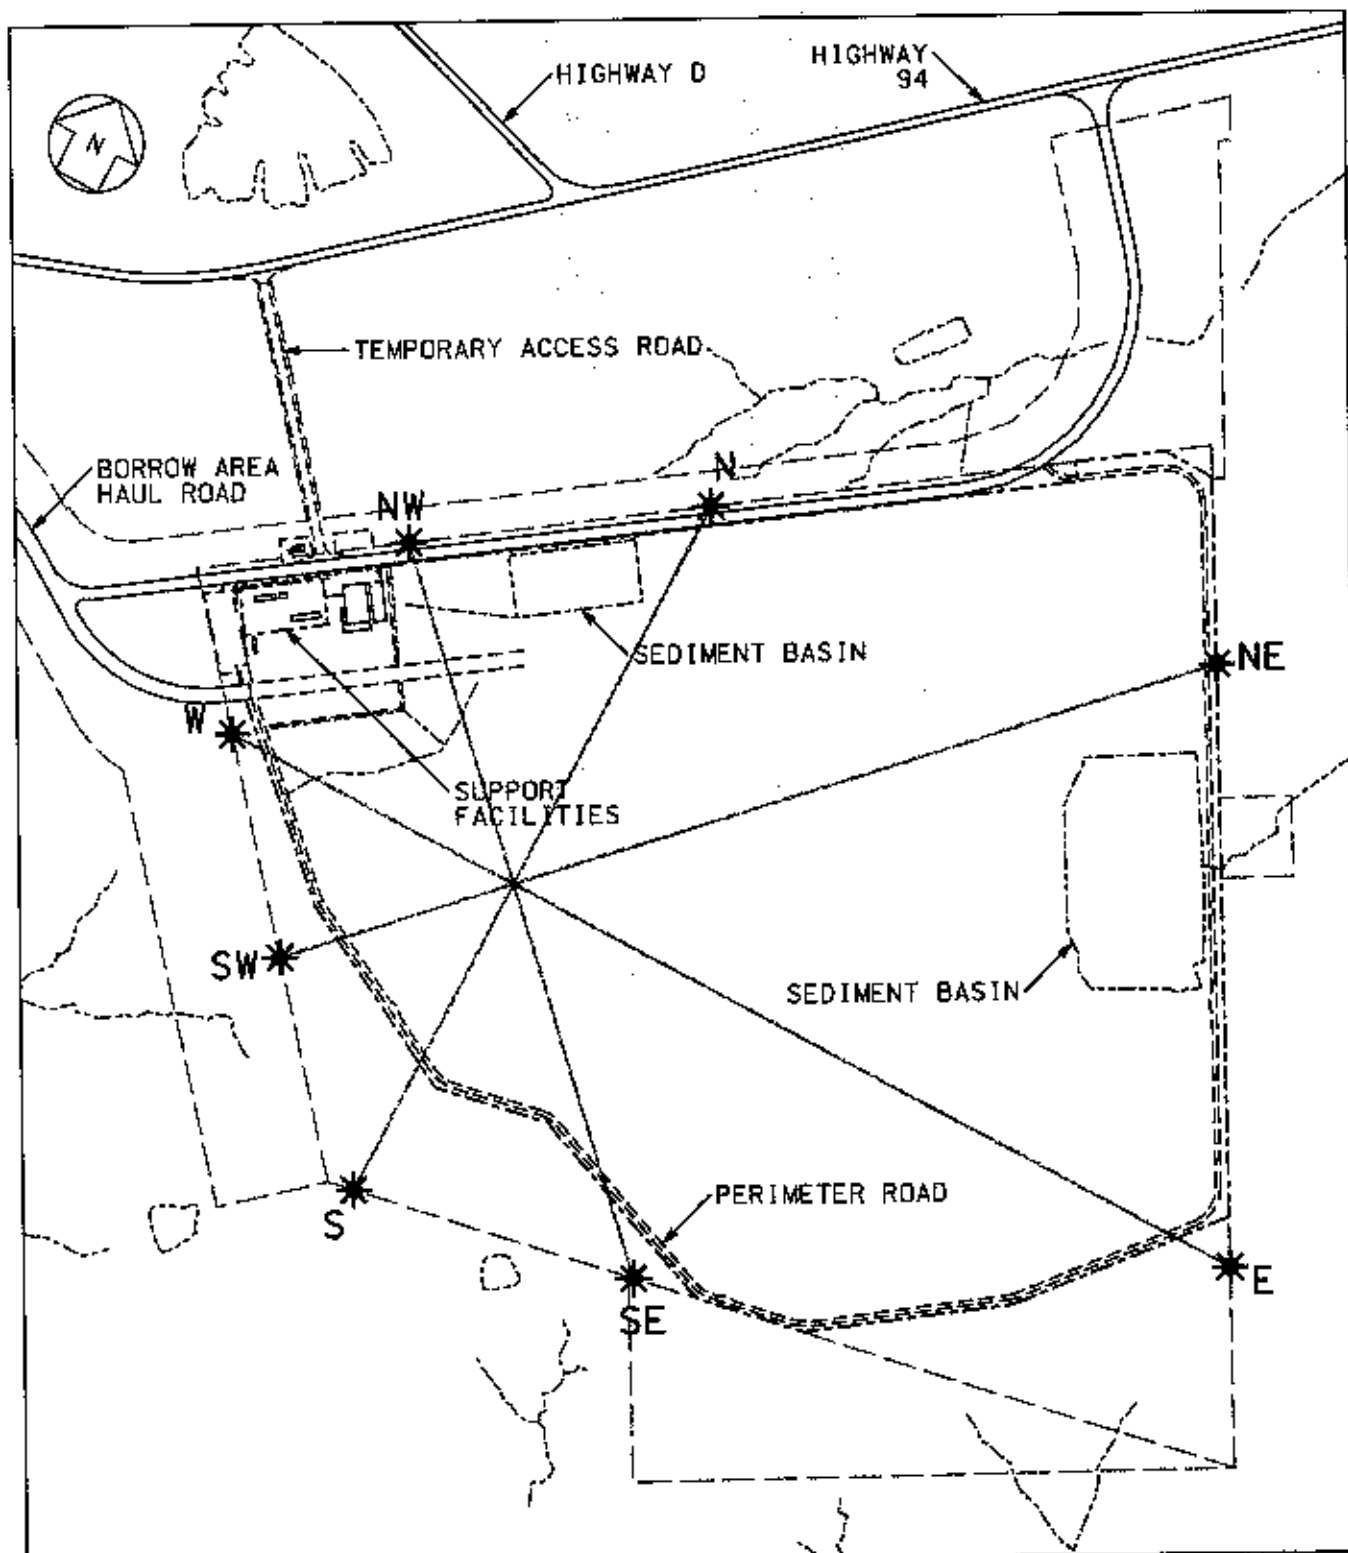 HIGHWAY D
HIGHWAY
94
N
TEMPORARY ACCESS ROAD
BORROW AREA
HAUL ROAD
NW
N
SEDIMENT BASIN
NE
W
SUPPORT
FACILITIES
SW
SEDIMENT BASIN
PERIMETER ROAD
S
E
SE